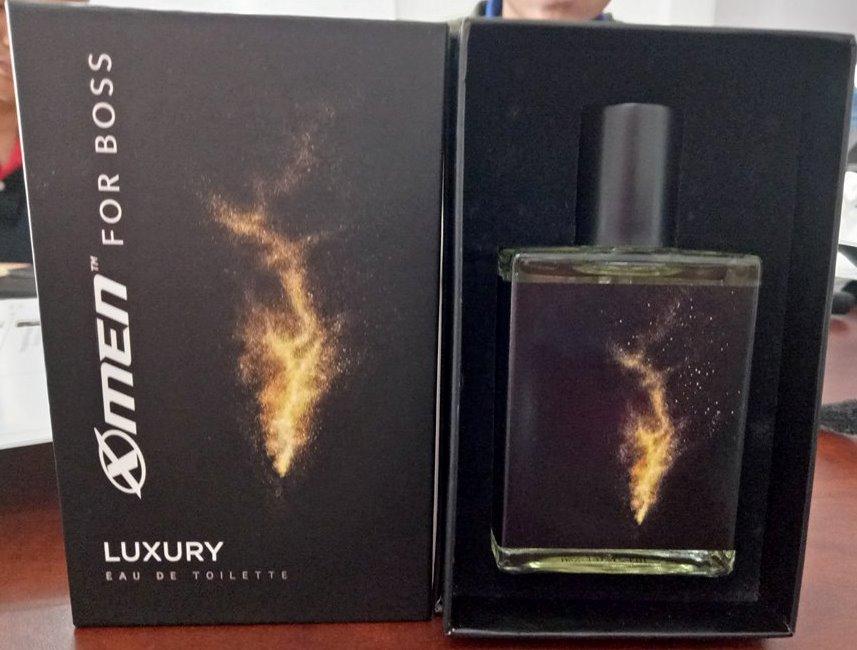 XMEN™ FOR BOSS
LUXURY
EAU DE TOILETTE